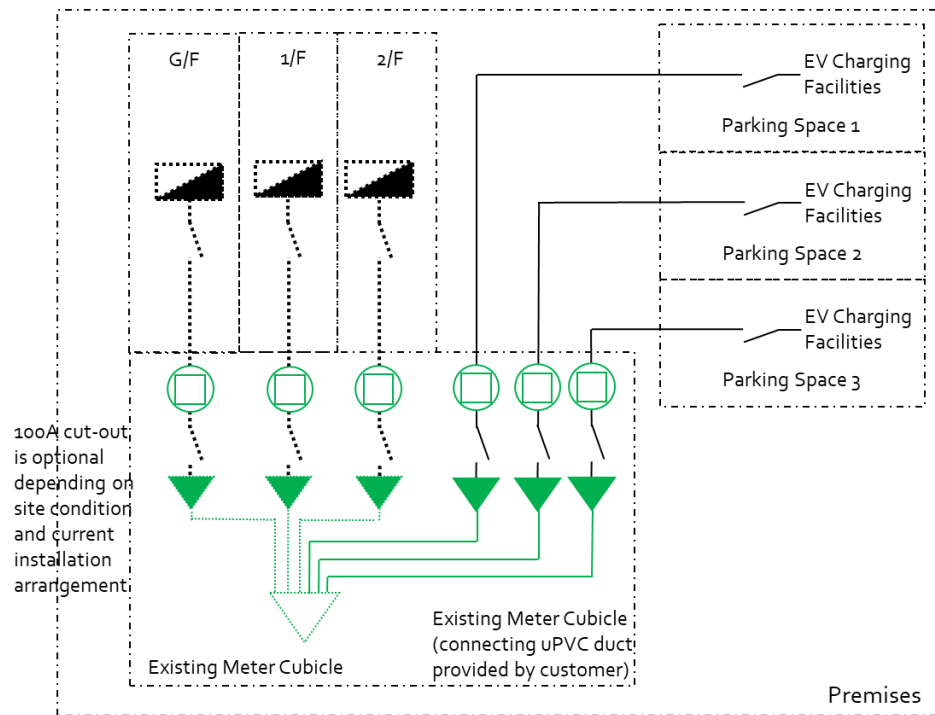 G/F
1/F
2/F
EV Charging
Facilities
Parking Space 1
EV Charging
Facilities
Parking Space 2
EV Charging
Facilities
Parking Space 3
100A cut-out
is optional
depending on
site condition
and current
installation
arrangement
Existing Meter Cubicle
Existing Meter Cubicle
(connecting uPVC duct
provided by customer)
Premises